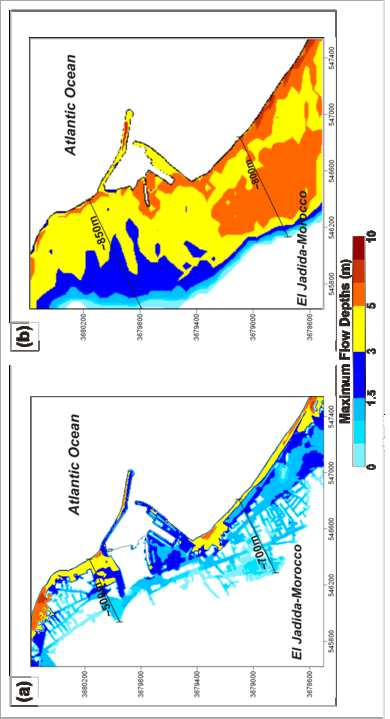 (a)
Atlantic Ocean
~500m
~700m
El Jadida-Morocco
3680200
3679800
3679400
3679000
3678600
545800
546200
546600
547000
547400
(b)
Atlantic Ocean
~850m
~800m
El Jadida-Morocco
3680200
3679800
3679400
3679000
3678600
545800
546200
546600
547000
547400
Maximum Flow Depths (m)
0 1.5 3 5 10